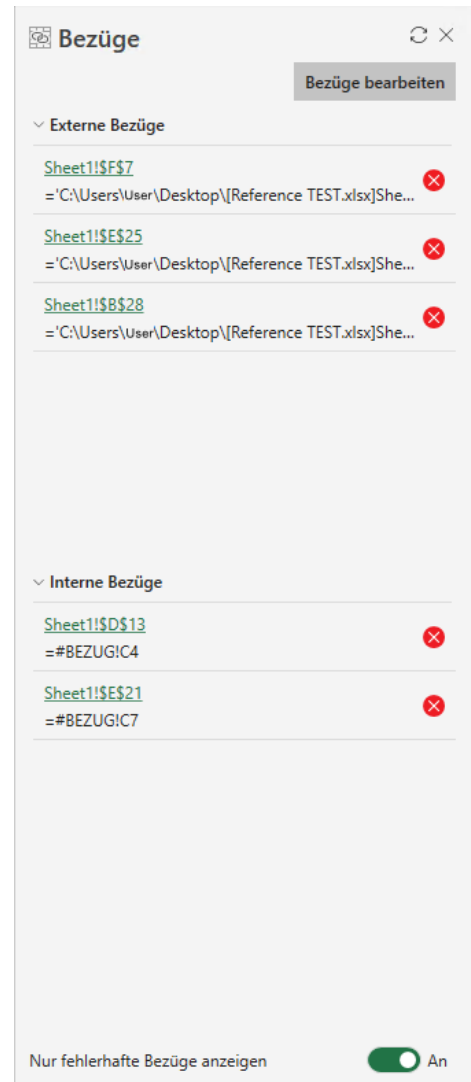 Bezüge
Bezüge bearbeiten
Externe Bezüge
Sheet1!$F$7
='C:\Users\User\Desktop\[Reference TEST.xlsx]She...
Sheet1!$E$25
='C:\Users\User\Desktop\[Reference TEST.xlsx]She...
Sheet1!$B$28
='C:\Users\User\Desktop\[Reference TEST.xlsx]She...
Interne Bezüge
Sheet1!$D$13
=#BEZUG!C4
Sheet1!$E$21
=#BEZUG!C7
Nur fehlerhafte Bezüge anzeigen An